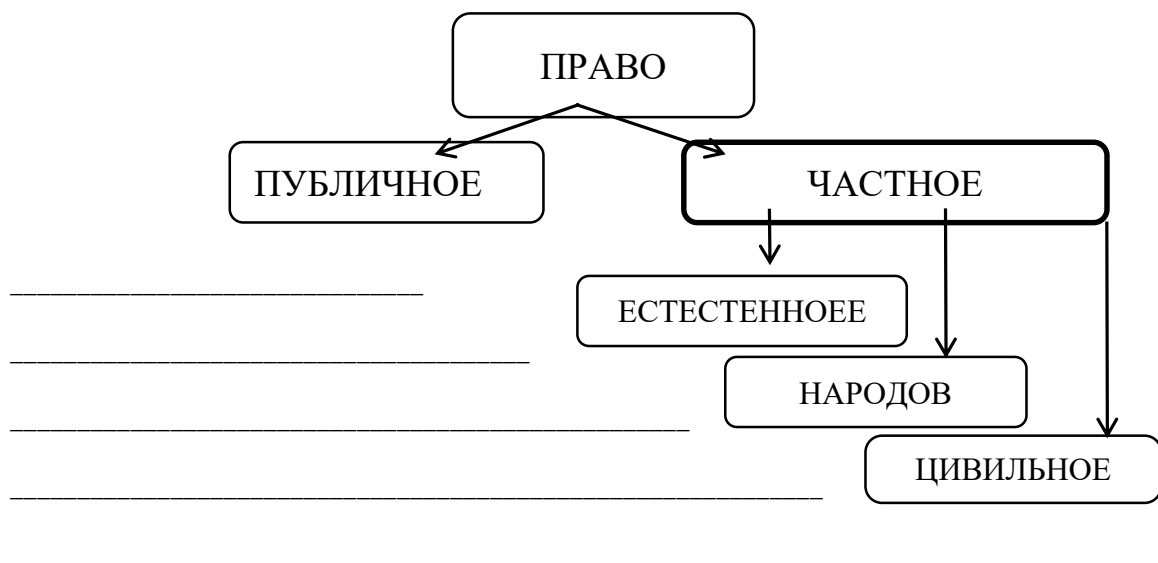 ПРАВО
ПУБЛИЧНОЕ
ЧАСТНОЕ
ЕСТЕСТЕННОЕЕ
НАРОДОВ
ЦИВИЛЬНОЕ